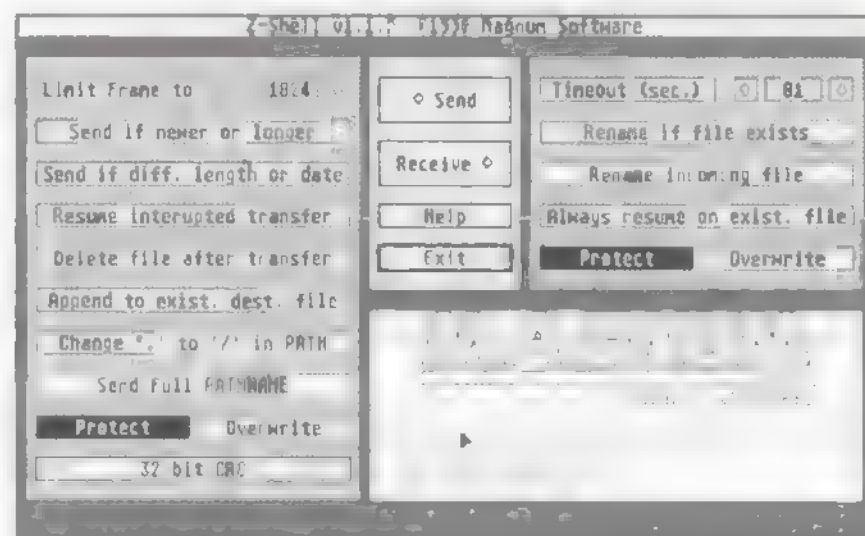 Z-Shell Magnum Software
Limit Frame to
Send if newer or longer
Send if diff. length or date
Resume interupted transfer
Delete file after transfer
Append to exist. dest. file
Change to '/' in PATH
Send Full PATHNAME
Protect Overwrite
32 bit CRC
Send
Receive
Help
Exit
Timeout (sec.)
Rename if file exists
Rename incoming file
Always resume on exist. file
Protect Overwrite